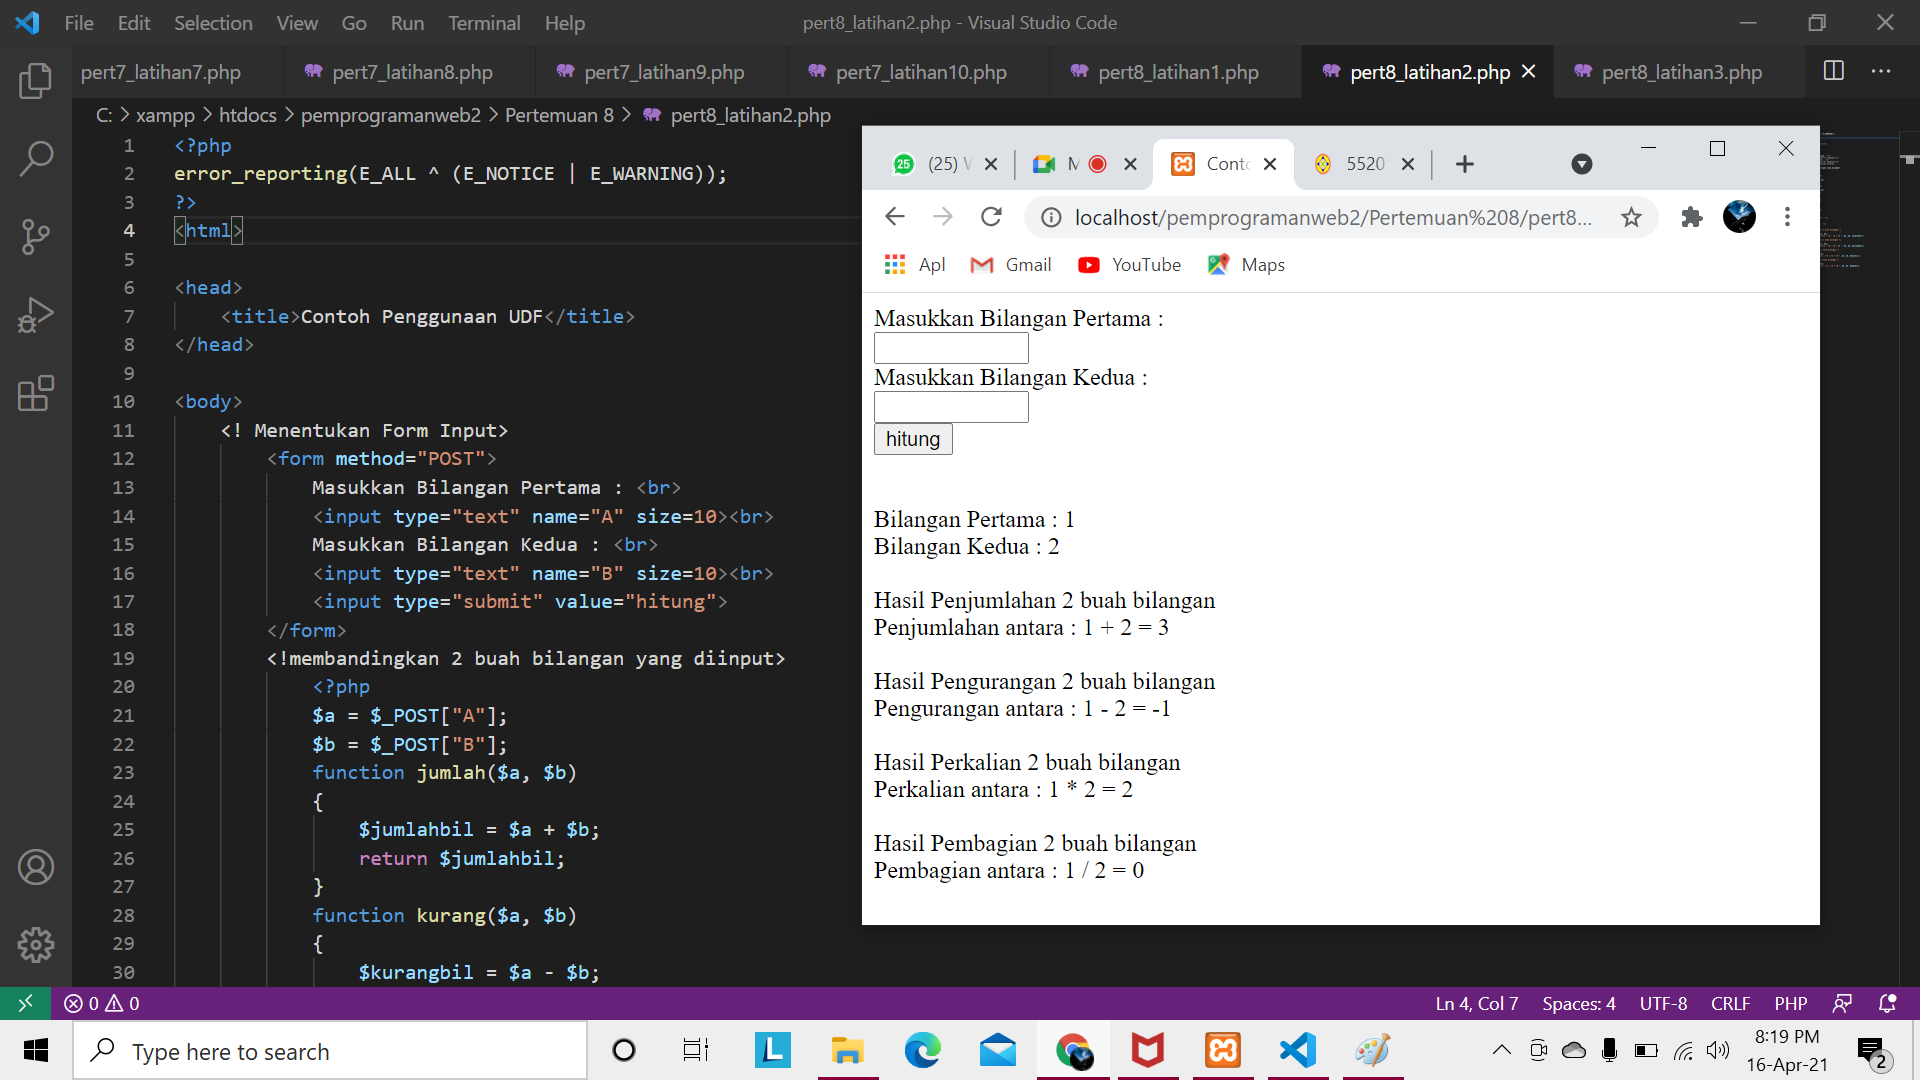 File Edit Selection View Go Run Terminal Help
pert8_latihan2.php - Visual Studio Code
pert7_latihan7.php pert7_latihan8.php pert7_latihan9.php pert7_latihan10.php pert8_latihan1.php pert8_latihan2.php pert8_latihan3.php
C: > xampp > htdocs > pemprogramanweb2 > Pertemuan 8 > pert8_latihan2.php
1 <?php
2 error_reporting(E_ALL ^ (E_NOTICE | E_WARNING));
3 ?>
4 <html>
5
6 <head>
7 <title>Contoh Penggunaan UDF</title>
8 </head>
9
10 <body>
11 <! Menentukan Form Input>
12 <form method="POST">
13 Masukkan Bilangan Pertama : <br>
14 <input type="text" name="A" size=10><br>
15 Masukkan Bilangan Kedua : <br>
16 <input type="text" name="B" size=10><br>
17 <input type="submit" value="hitung">
18 </form>
19 <!membandingkan 2 buah bilangan yang diinput>
20 <?php
21 $a = $_POST["A"];
22 $b = $_POST["B"];
23 function jumlah($a, $b)
24 {
25 $jumlahbil = $a + $b;
26 return $jumlahbil;
27 }
28 function kurang($a, $b)
29 {
30 $kurangbil = $a - $b;
25 (25) M Conto 5520
localhost/pemprogramanweb2/Pertemuan%208/pert8...
Apl Gmail YouTube Maps
Masukkan Bilangan Pertama :
Masukkan Bilangan Kedua :
hitung
Bilangan Pertama : 1
Bilangan Kedua : 2
Hasil Penjumlahan 2 buah bilangan
Penjumlahan antara : 1 + 2 = 3
Hasil Pengurangan 2 buah bilangan
Pengurangan antara : 1 - 2 = -1
Hasil Perkalian 2 buah bilangan
Perkalian antara : 1 * 2 = 2
Hasil Pembagian 2 buah bilangan
Pembagian antara : 1 / 2 = 0
0 0
Ln 4, Col 7 Spaces: 4 UTF-8 CRLF PHP
Type here to search
L
8:19 PM
16-Apr-21
2